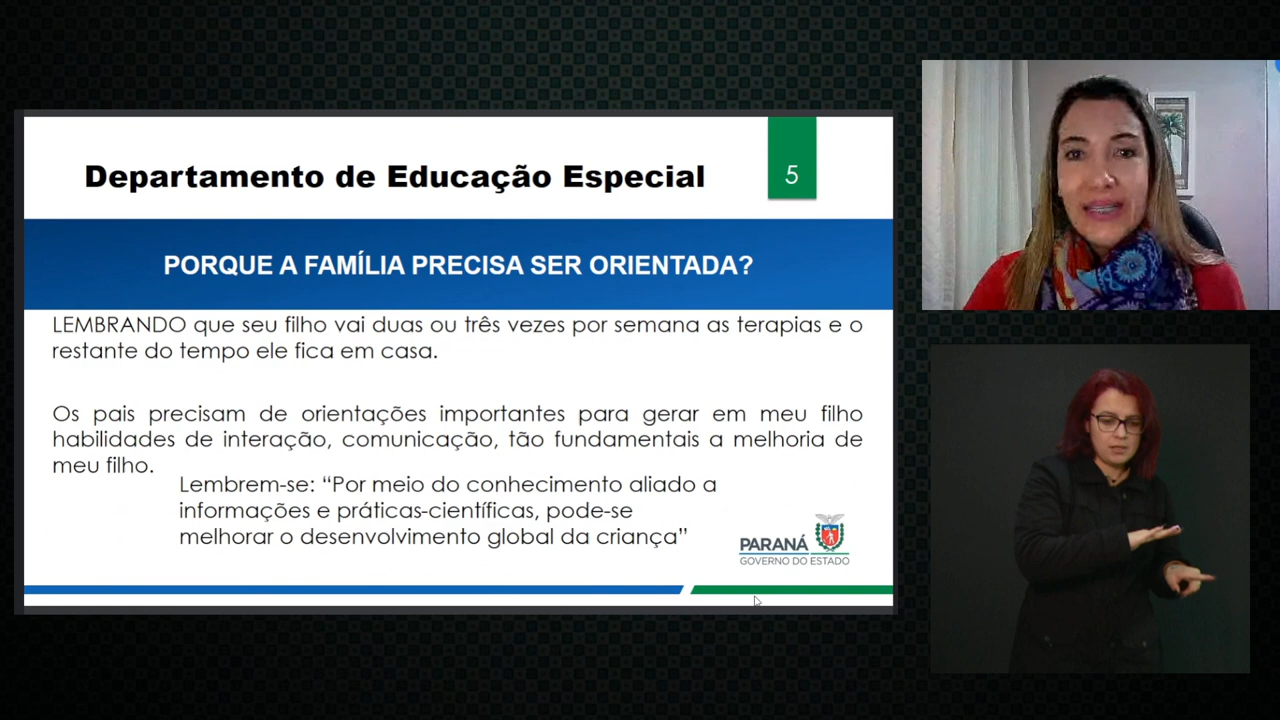 Departamento de Educação Especial
5
PORQUE A FAMÍLIA PRECISA SER ORIENTADA?
LEMBRANDO que seu filho vai duas ou três vezes por semana as terapias e o
restante do tempo ele fica em casa.
Os pais precisam de orientações importantes para gerar em meu filho
habilidades de interação, comunicação, tão fundamentais a melhoria de
meu filho.
Lembrem-se: “Por meio do conhecimento aliado a
informações e práticas-científicas, pode-se
melhorar o desenvolvimento global da criança”
PARANÁ
GOVERNO DO ESTADO